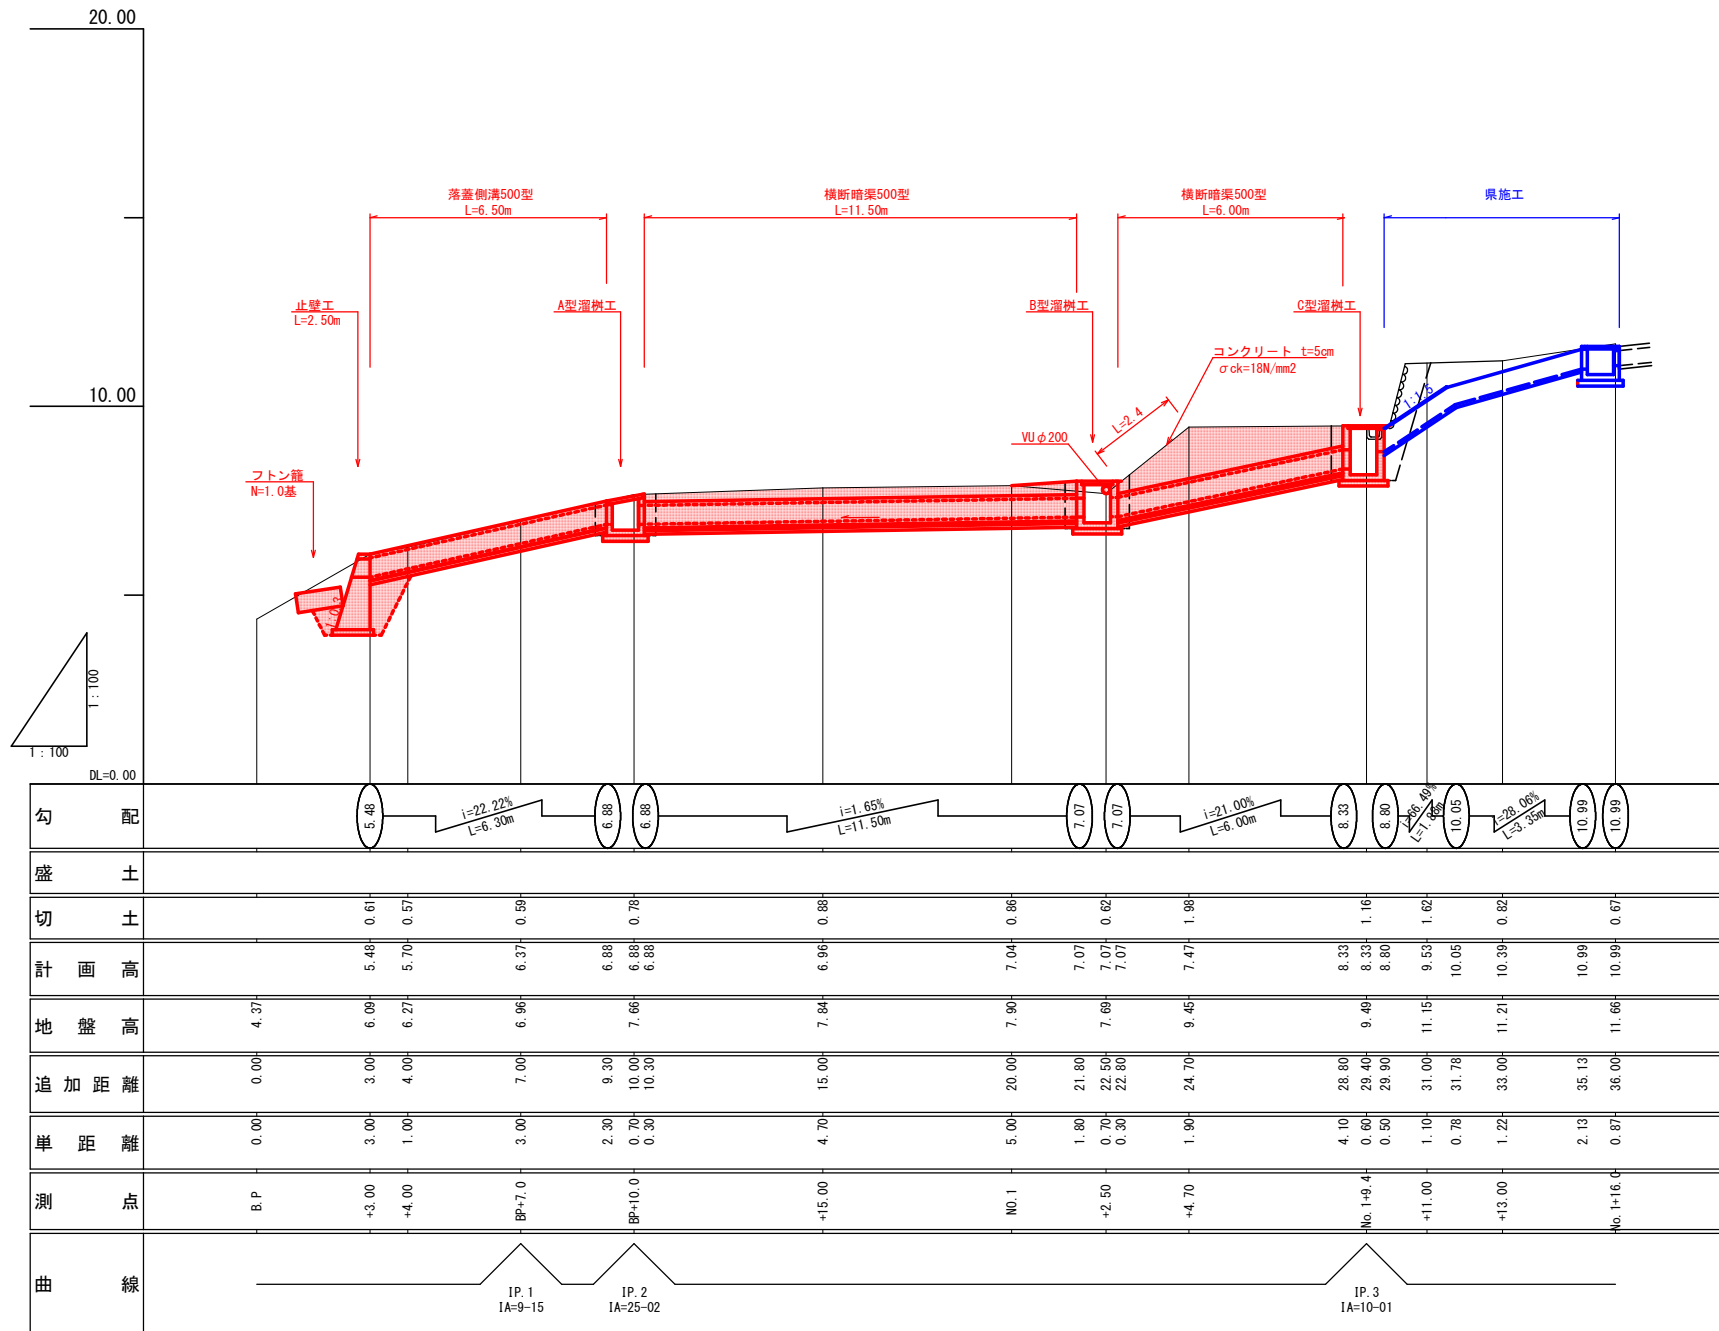 20.00
落蓋側溝500型
L=6.50m
横断暗渠500型
L=11.50m
横断暗渠500型
L=6.00m
県施工
止壁工
L=2.50m
A型溜桝工
B型溜桝工
C型溜桝工
コンクリート t=5cm
σck=18N/mm2
10.00
L=2.4
1:1.5
VUφ200
フトン籠
N=1.0基
1:0.3
1:100
1:100
DL=0.00
勾配
5.48
i=22.22%
L=6.30m
6.88
6.88
i=1.65%
L=11.50m
7.07
7.07
i=21.00%
L=6.00m
8.33
8.80
i=66.49%
L=1.88m
10.05
i=28.06%
L=3.35m
10.99
10.99
盛土
切土
0.61 0.57 0.59 0.78 0.88 0.86 0.62 1.98 1.16 1.62 0.82 0.67
計画高
5.48 5.70 6.37 6.88 6.88 6.88 6.96 7.04 7.07 7.07 7.07 7.47 8.33 8.33 8.80 9.53 10.05 10.39 10.99 10.99
地盤高
4.37 6.09 6.27 6.96 7.66 7.84 7.90 7.69 9.45 9.49 11.15 11.21 11.66
追加距離
0.00 3.00 4.00 7.00 9.30 10.00 10.30 15.00 20.00 21.80 22.50 22.80 24.70 28.80 29.40 29.90 31.00 31.78 33.00 35.13 36.00
単距離
0.00 3.00 1.00 3.00 2.30 0.70 0.30 4.70 5.00 1.80 0.70 0.30 1.90 4.10 0.60 0.50 1.10 0.78 1.22 2.13 0.87
測点
B.P +3.00 +4.00 BP+7.0 BP+10.0 +15.00 NO.1 +2.50 +4.70 No.1+9.4 +11.00 +13.00 No.1+16.0
曲線
IP.1
IA=9-15
IP.2
IA=25-02
IP.3
IA=10-01